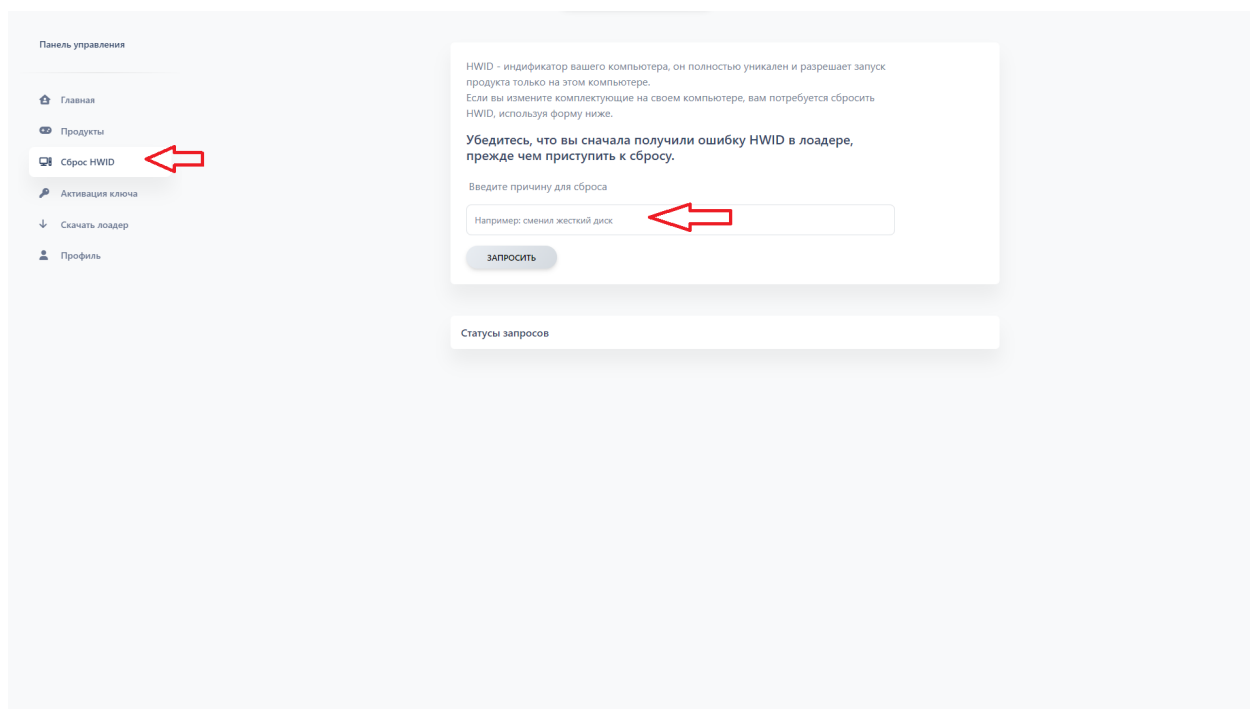 Панель управления
Главная
Продукты
Сброс HWID
Активация ключа
Скачать лоадер
Профиль
HWID - индификатор вашего компьютера, он полностью уникален и разрешает запуск
продукта только на этом компьютере.
Если вы измените комплектующие на своем компьютере, вам потребуется сбросить
HWID, используя форму ниже.
Убедитесь, что вы сначала получили ошибку HWID в лоадере,
прежде чем приступить к сбросу.
Введите причину для сброса
Например: сменил жесткий диск
ЗАПРОСИТЬ
Статусы запросов